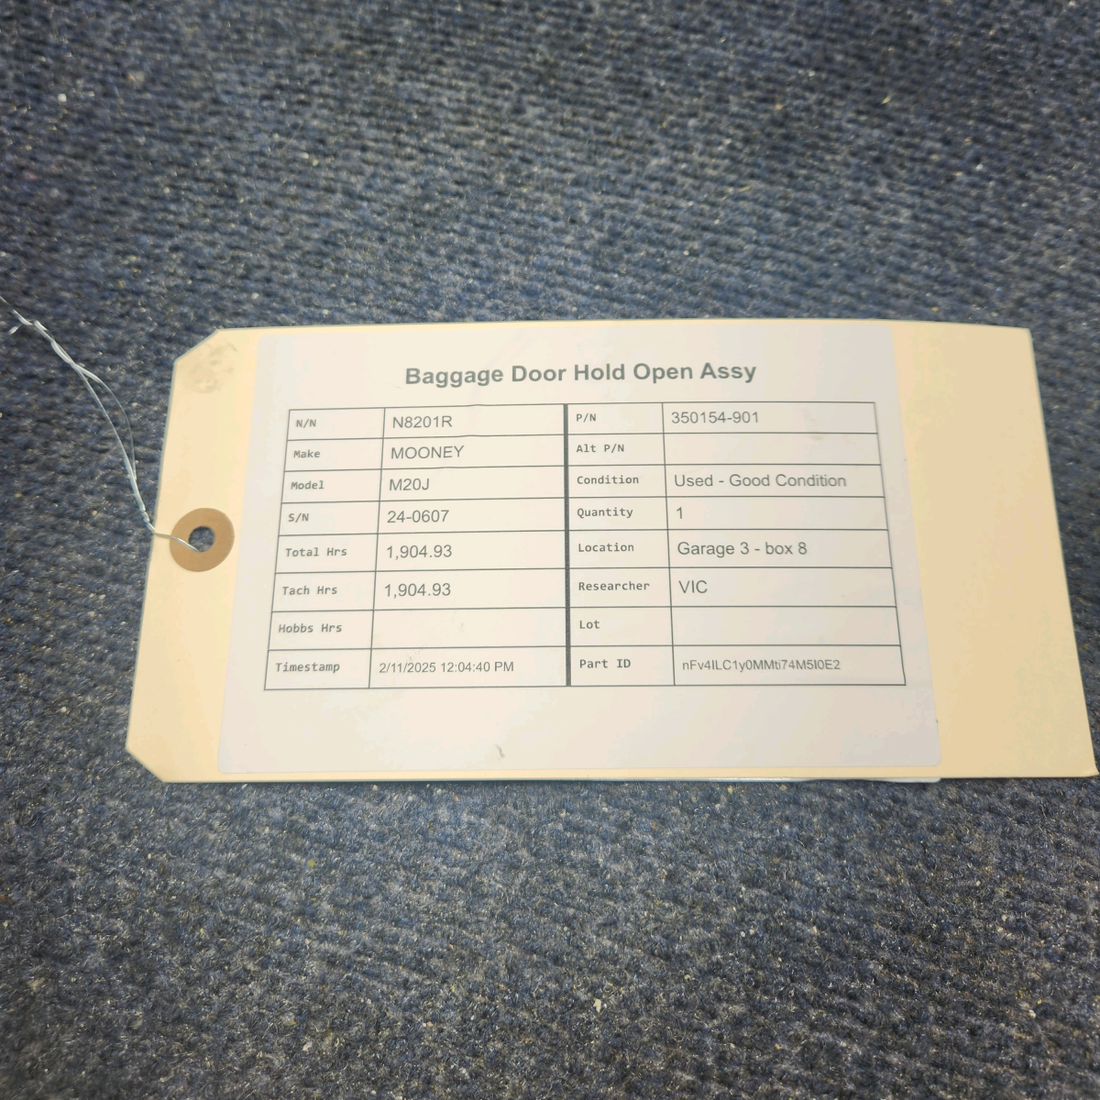 Baggage Door Hold Open Assy
N/N N8201R P/N 350154-901
Make MOONEY Alt P/N
Model M20J Condition Used - Good Condition
S/N 24-0607 Quantity 1
Total Hrs 1,904.93 Location Garage 3 - box 8
Tach Hrs 1,904.93 Researcher VIC
Hobbs Hrs Lot
Timestamp 2/11/2025 12:04:40 PM Part ID nFv4ILC1y0MMti74M5I0E2